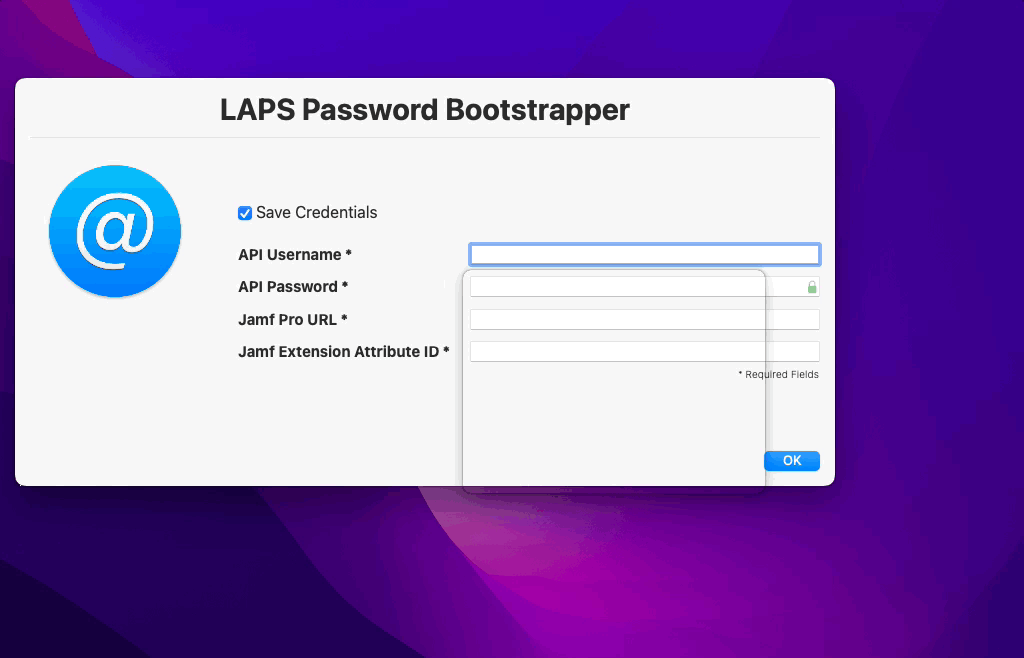 LAPS Password Bootstrapper
@
Save Credentials
API Username *
API Password *
Jamf Pro URL *
Jamf Extension Attribute ID *
* Required Fields
OK